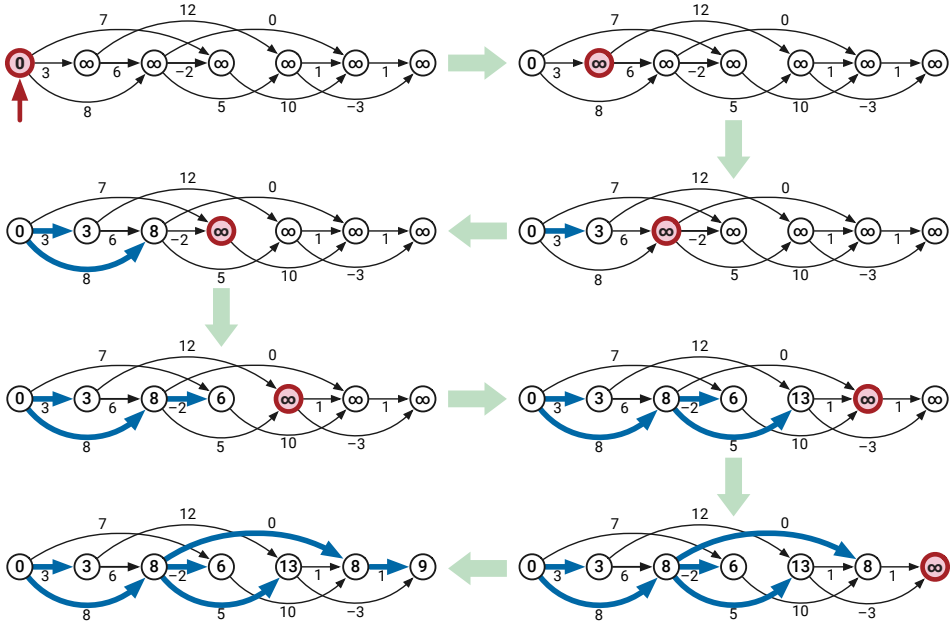 7 12 0
0 ∞ ∞ ∞ ∞ ∞ ∞
3 6 −2 1 1
8 5 10 −3
7 12 0
0 ∞ ∞ ∞ ∞ ∞ ∞
3 6 −2 1 1
8 5 10 −3
7 12 0
0 3 8 ∞ ∞ ∞ ∞
3 6 −2 1 1
8 5 10 −3
7 12 0
0 3 ∞ ∞ ∞ ∞ ∞
3 6 −2 1 1
8 5 10 −3
7 12 0
0 3 8 6 ∞ ∞ ∞
3 6 −2 1 1
8 5 10 −3
7 12 0
0 3 8 6 13 ∞ ∞
3 6 −2 1 1
8 5 10 −3
7 12 0
0 3 8 6 13 8 9
3 6 −2 1 1
8 5 10 −3
7 12 0
0 3 8 6 13 8 ∞
3 6 −2 1 1
8 5 10 −3